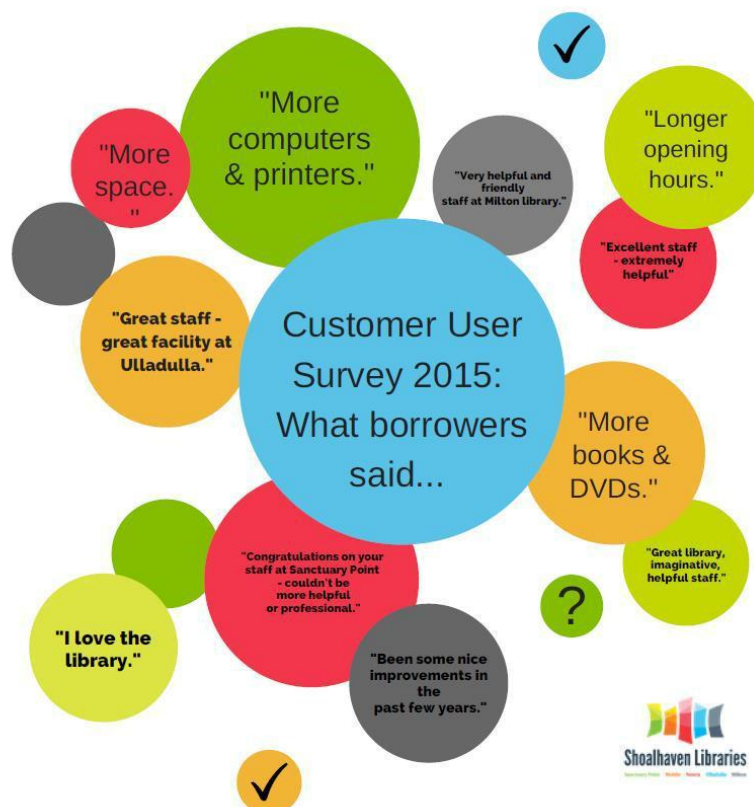 "More
computers
& printers."
"More
space.
"
"Very helpful and
friendly
staff at Milton library."
"Longer
opening
hours."
"Excellent staff
- extremely
helpful"
"Great staff -
great facility at
Ulladulla."
Customer User
Survey 2015:
What borrowers
said...
"More
books &
DVDs."
"Congratulations on your
staff at Sanctuary Point
- couldn't be
more helpful
or professional."
"Great library,
imaginative,
helpful staff."
?
"I love the
library."
"Been some nice
improvements in
the
past few years."
Shoalhaven Libraries